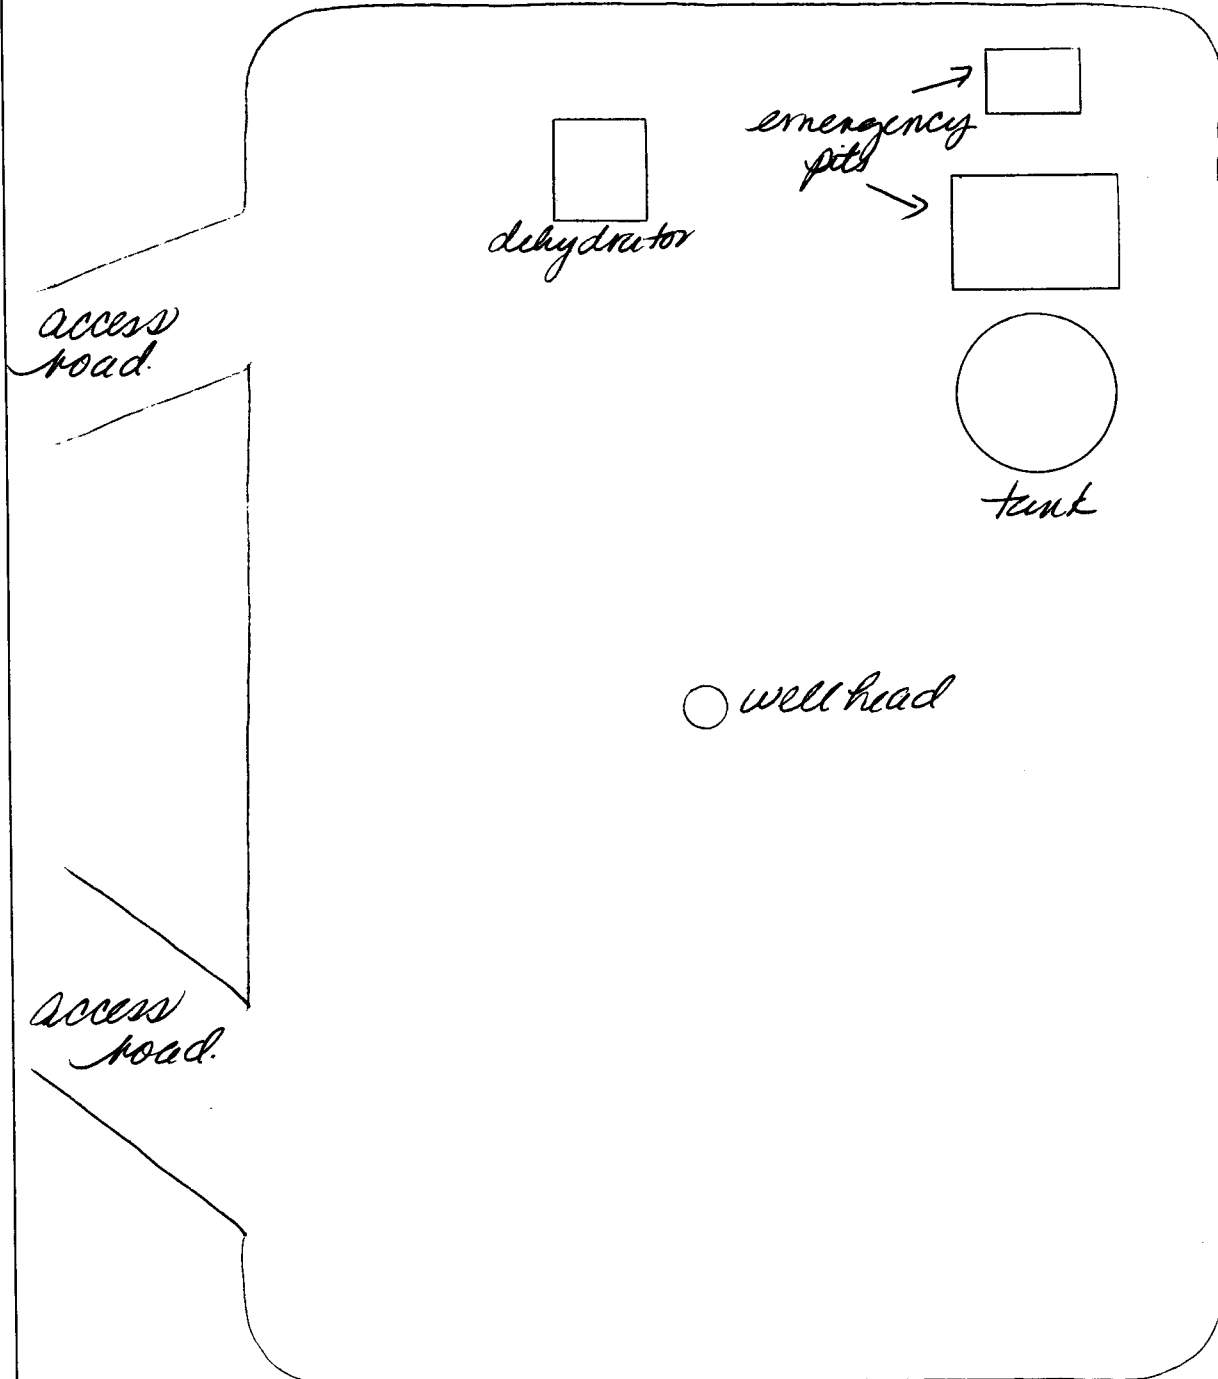 emergency
pits
dehydrator
access
road.
tank
well head
access
road.